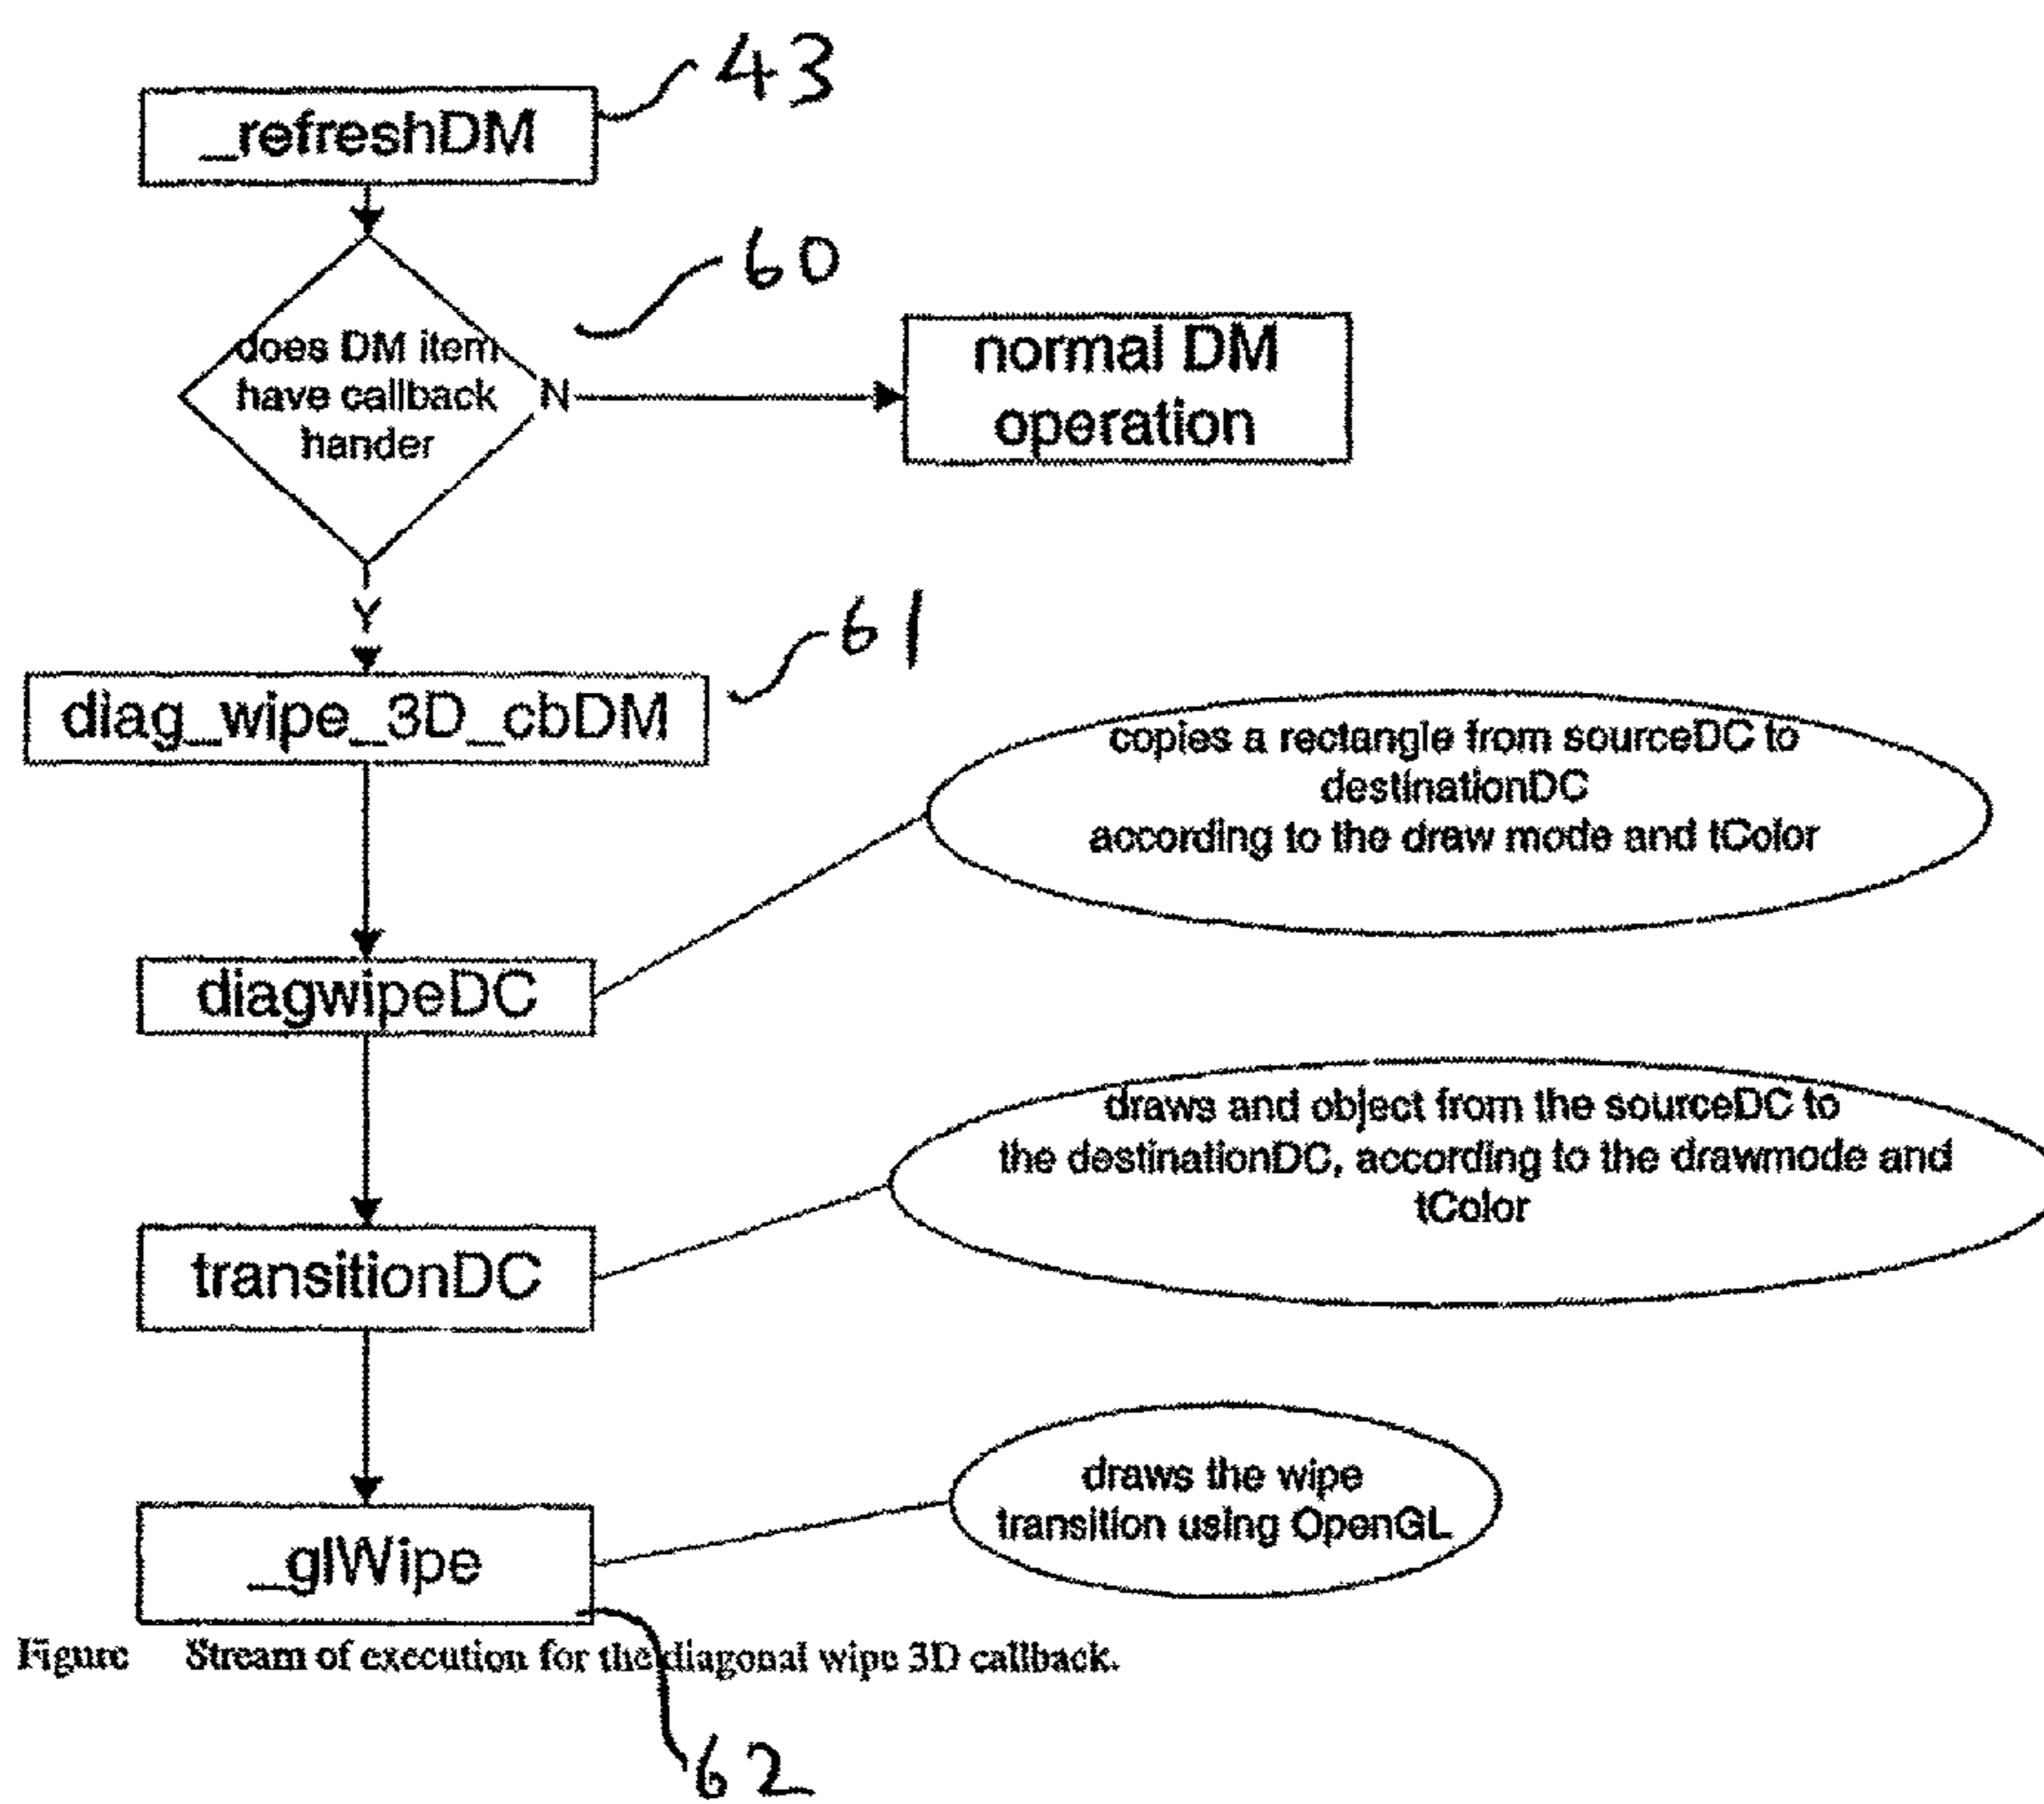 43
_refreshDM
60
does DM item
have callback
hander
N
normal DM
operation
Y
61
diag_wipe_3D_cbDM
copies a rectangle from sourceDC to
destinationDC
according to the draw mode and tColor
diagwipeDC
draws and object from the sourceDC to
the destinationDC, according to the drawmode and
tColor
transitionDC
draws the wipe
transition using OpenGL
_glWipe
Figure Stream of execution for the diagonal wipe 3D callback.
62